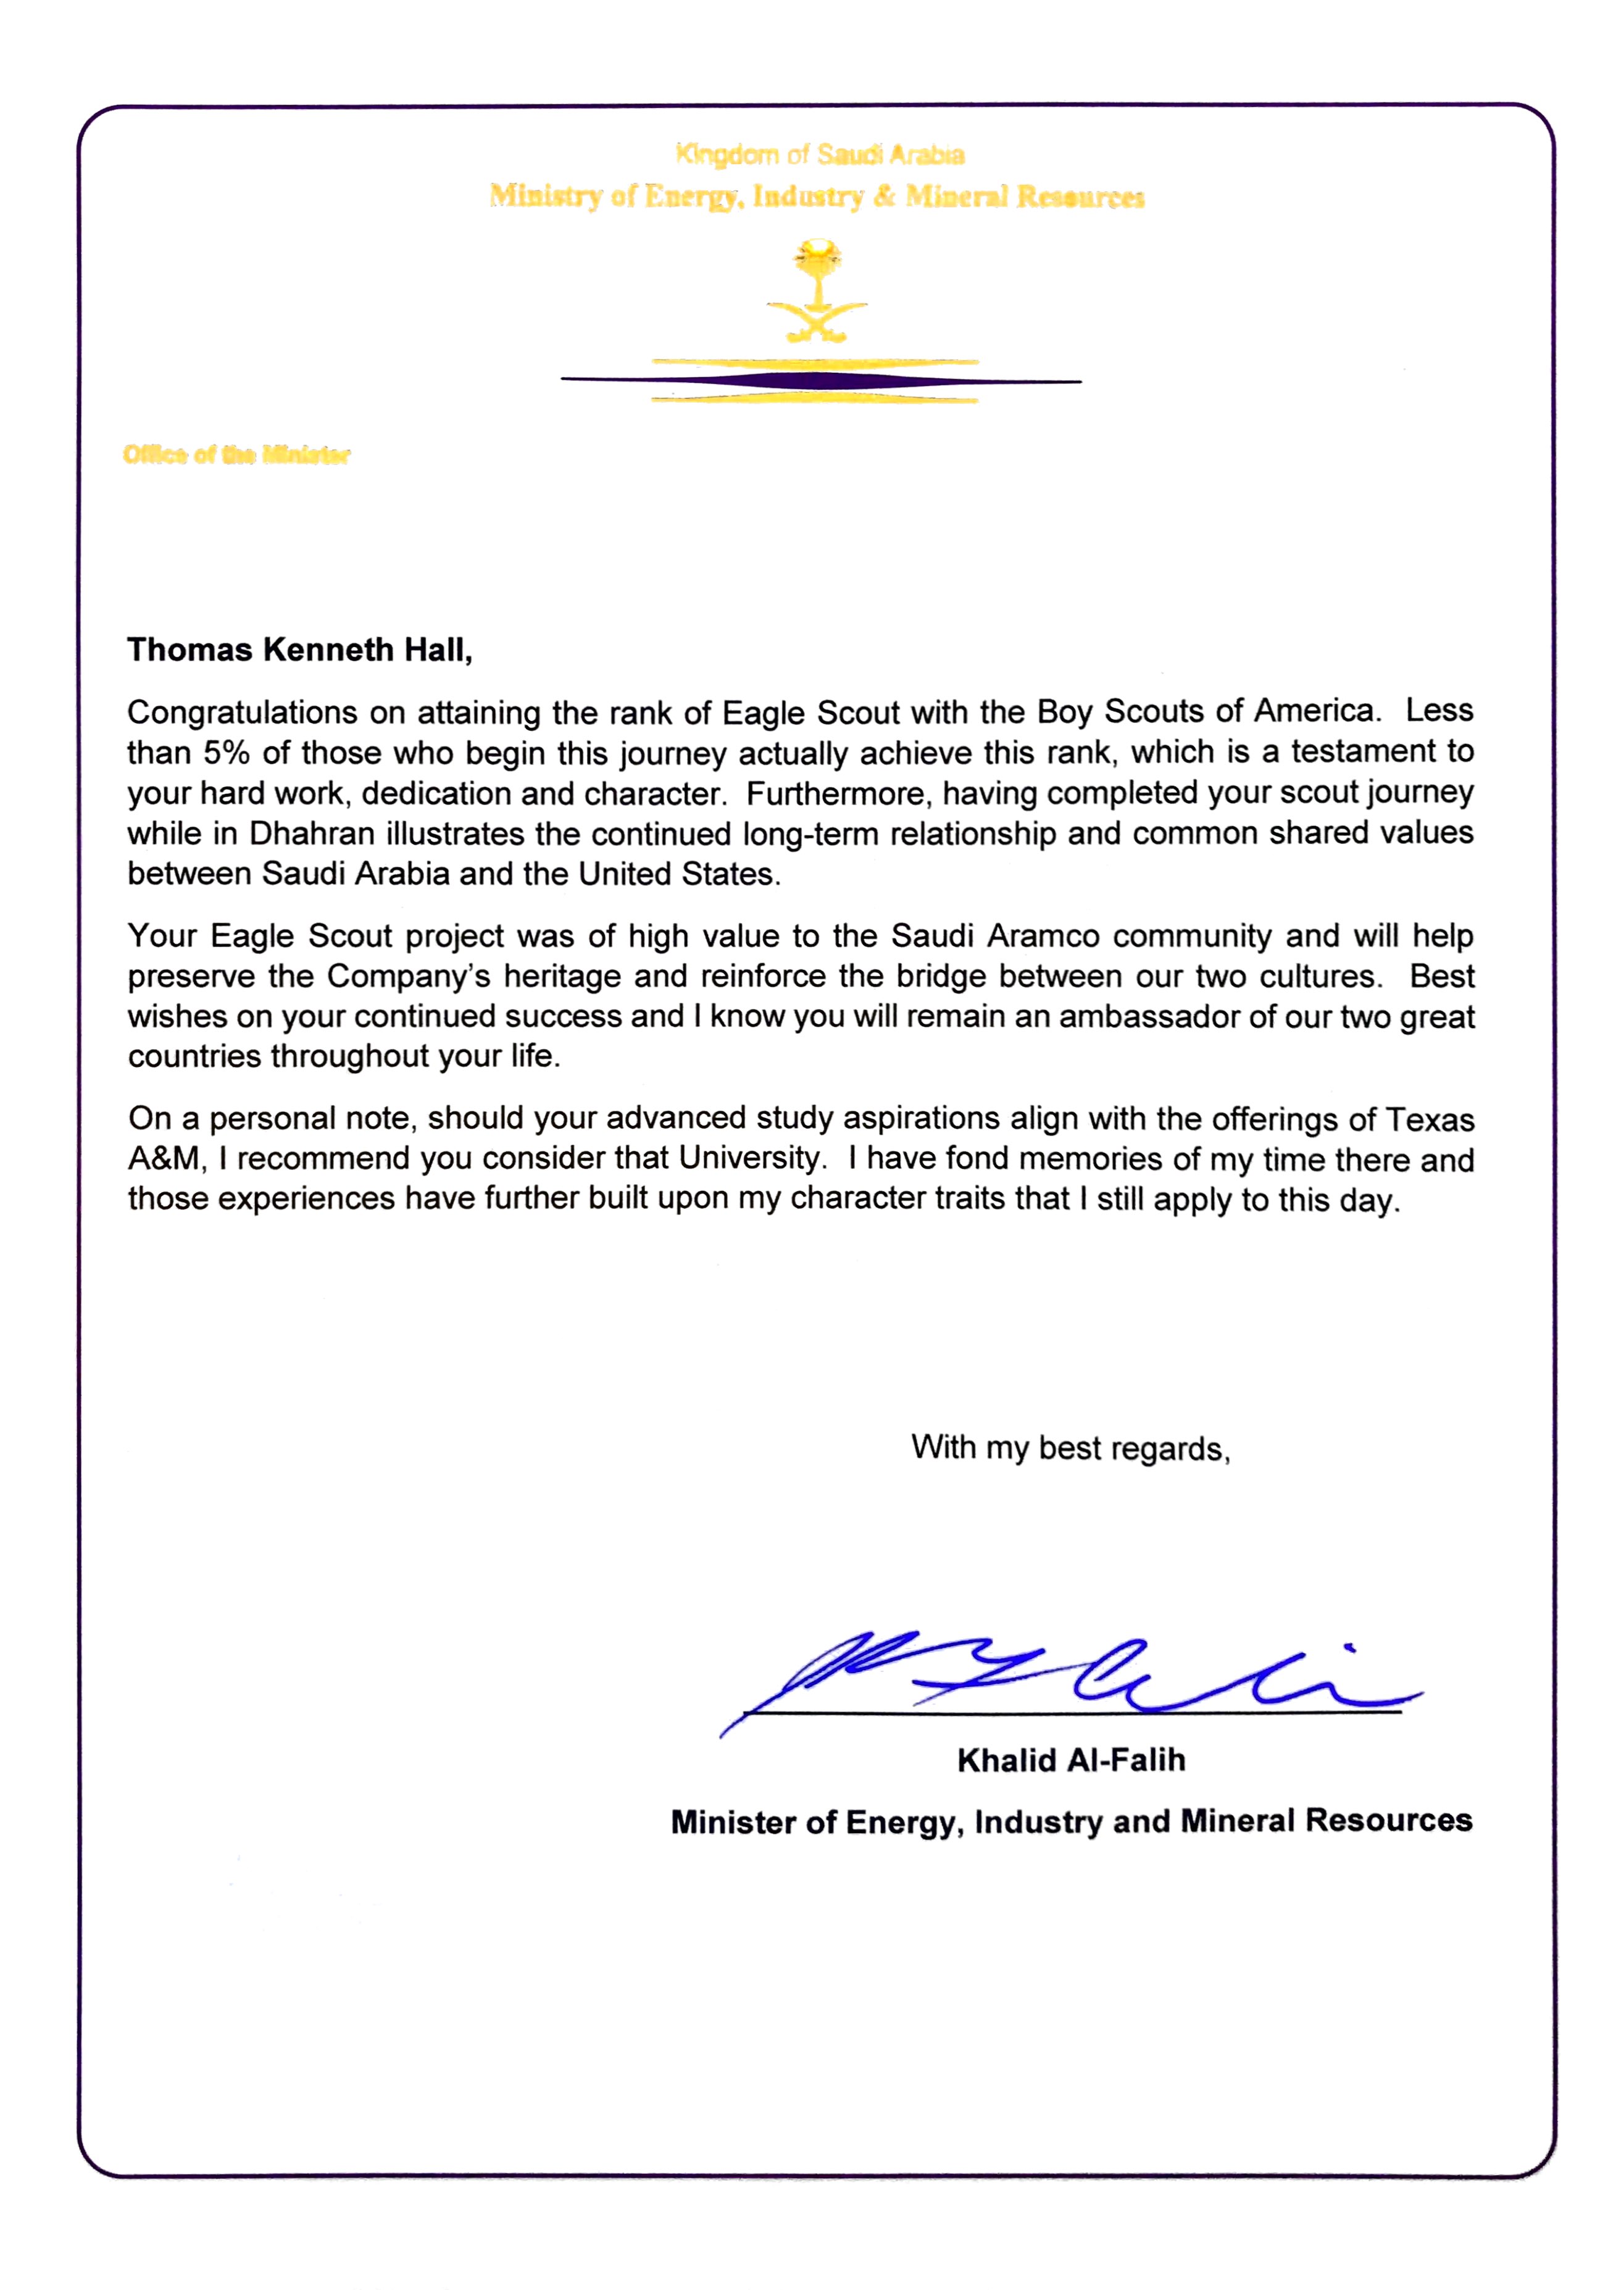 Kingdom of Saudi Arabia
Ministry of Energy, Industry & Mineral Resources
Office of the Minister
Thomas Kenneth Hall,
Congratulations on attaining the rank of Eagle Scout with the Boy Scouts of America.  Less
than 5% of those who begin this journey actually achieve this rank, which is a testament to
your hard work, dedication and character.  Furthermore, having completed your scout journey
while in Dhahran illustrates the continued long-term relationship and common shared values
between Saudi Arabia and the United States.
Your Eagle Scout project was of high value to the Saudi Aramco community and will help
preserve the Company's heritage and reinforce the bridge between our two cultures.  Best
wishes on your continued success and I know you will remain an ambassador of our two great
countries throughout your life.
On a personal note, should your advanced study aspirations align with the offerings of Texas
A&M, I recommend you consider that University.  I have fond memories of my time there and
those experiences have further built upon my character traits that I still apply to this day.
With my best regards,
Khalid Al-Falih
Minister of Energy, Industry and Mineral Resources